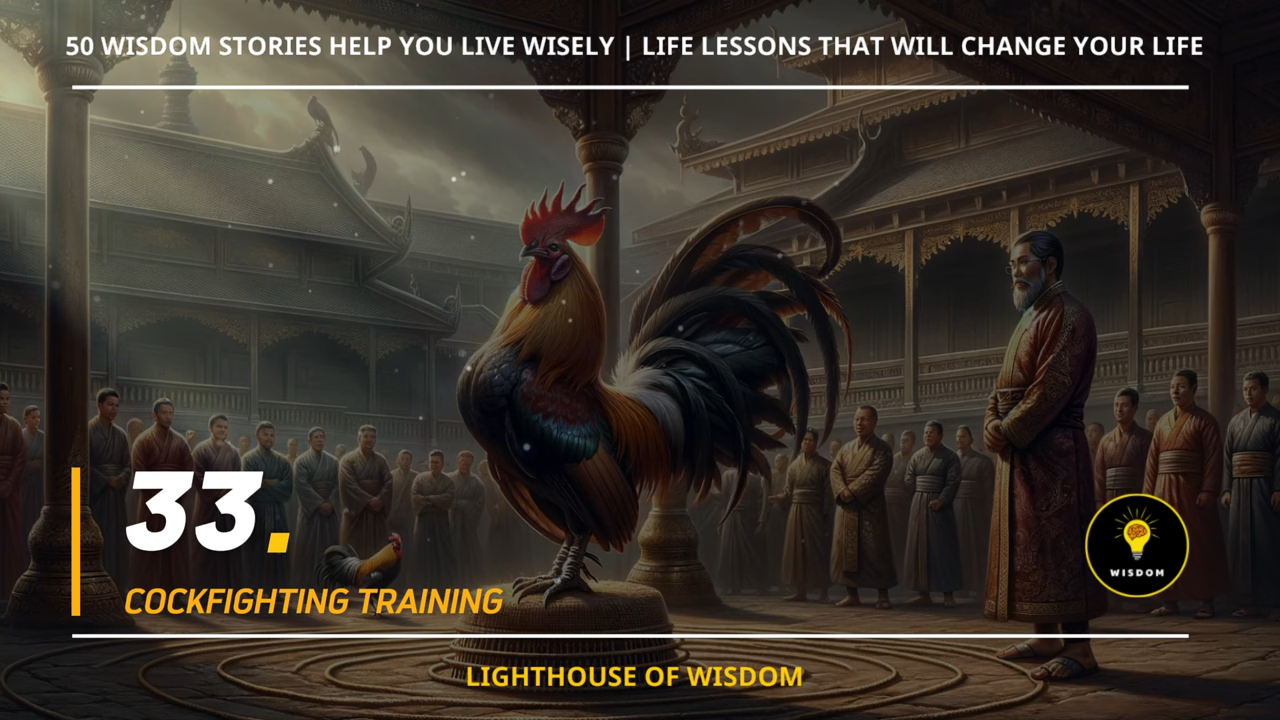 50 WISDOM STORIES HELP YOU LIVE WISELY | LIFE LESSONS THAT WILL CHANGE YOUR LIFE
33.
COCKFIGHTING TRAINING
WISDOM
LIGHTHOUSE OF WISDOM